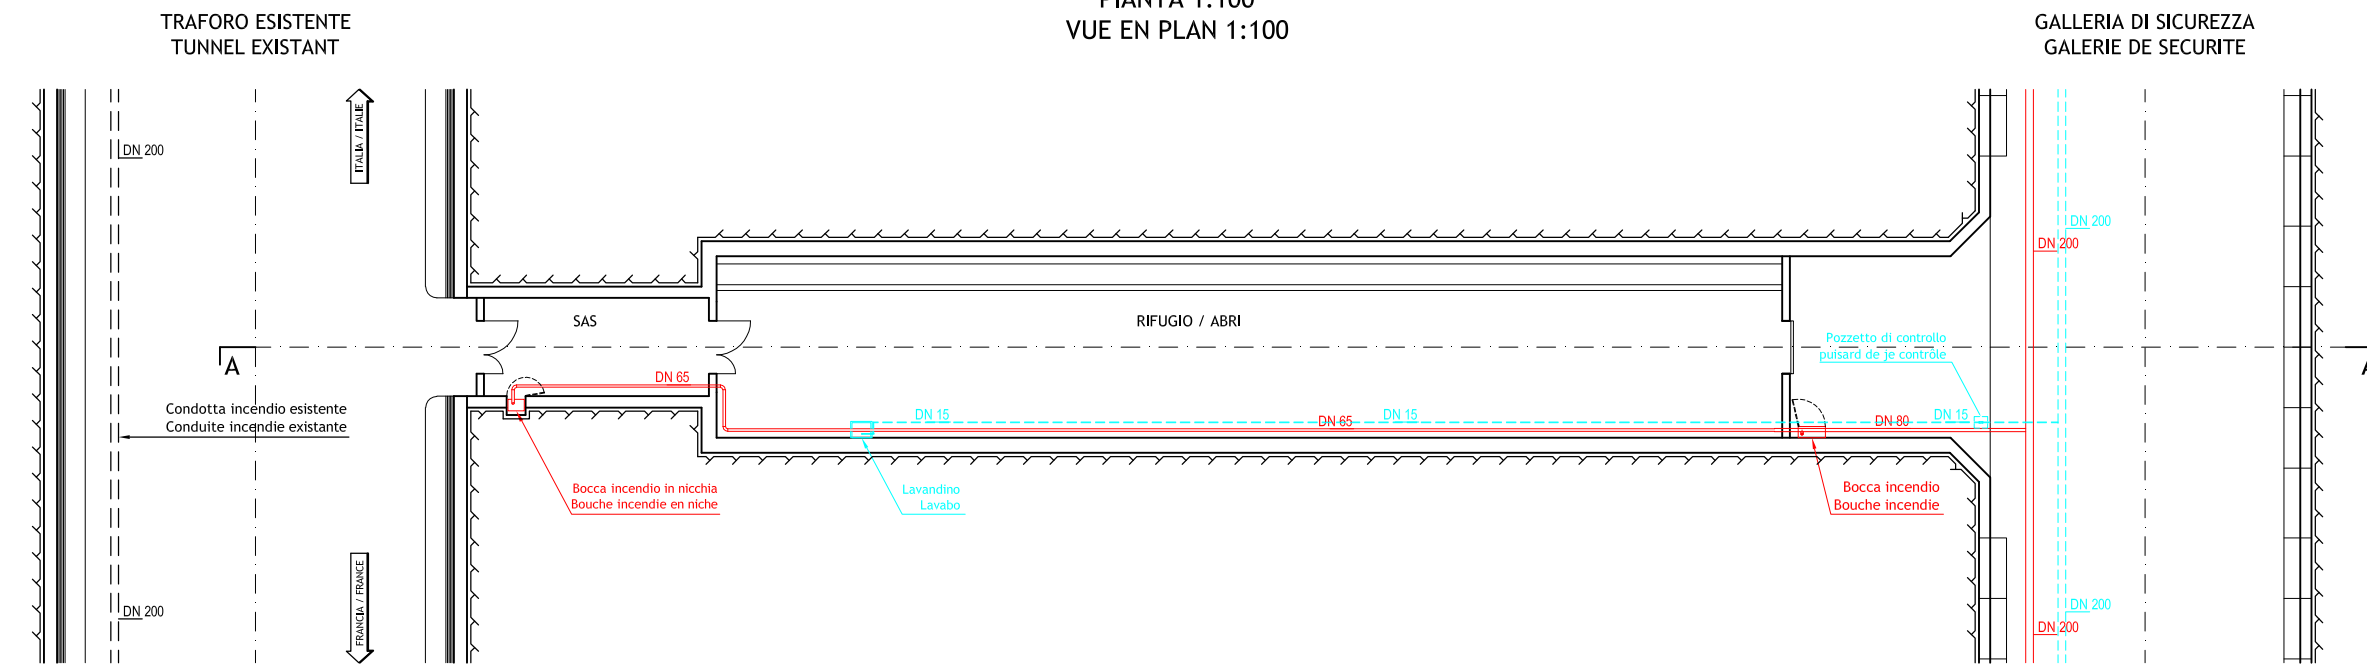 PIANTA 1:100
VUE EN PLAN 1:100
TRAFORO ESISTENTE
TUNNEL EXISTANT
GALLERIA DI SICUREZZA
GALERIE DE SECURITE
ITALIA / ITALIE
DN 200
DN 200
DN 200
SAS
RIFUGIO / ABRI
Pozzetto di controllo
puisard de je contrôle
A
A
DN 65
Condotta incendio esistente
Conduite incendie existante
DN 15
DN 65
DN 15
DN 80
DN 15
Bocca incendio in nicchia
Bouche incendie en niche
Lavandino
Lavabo
Bocca incendio
Bouche incendie
FRANCIA / FRANCE
DN 200
DN 200
DN 200